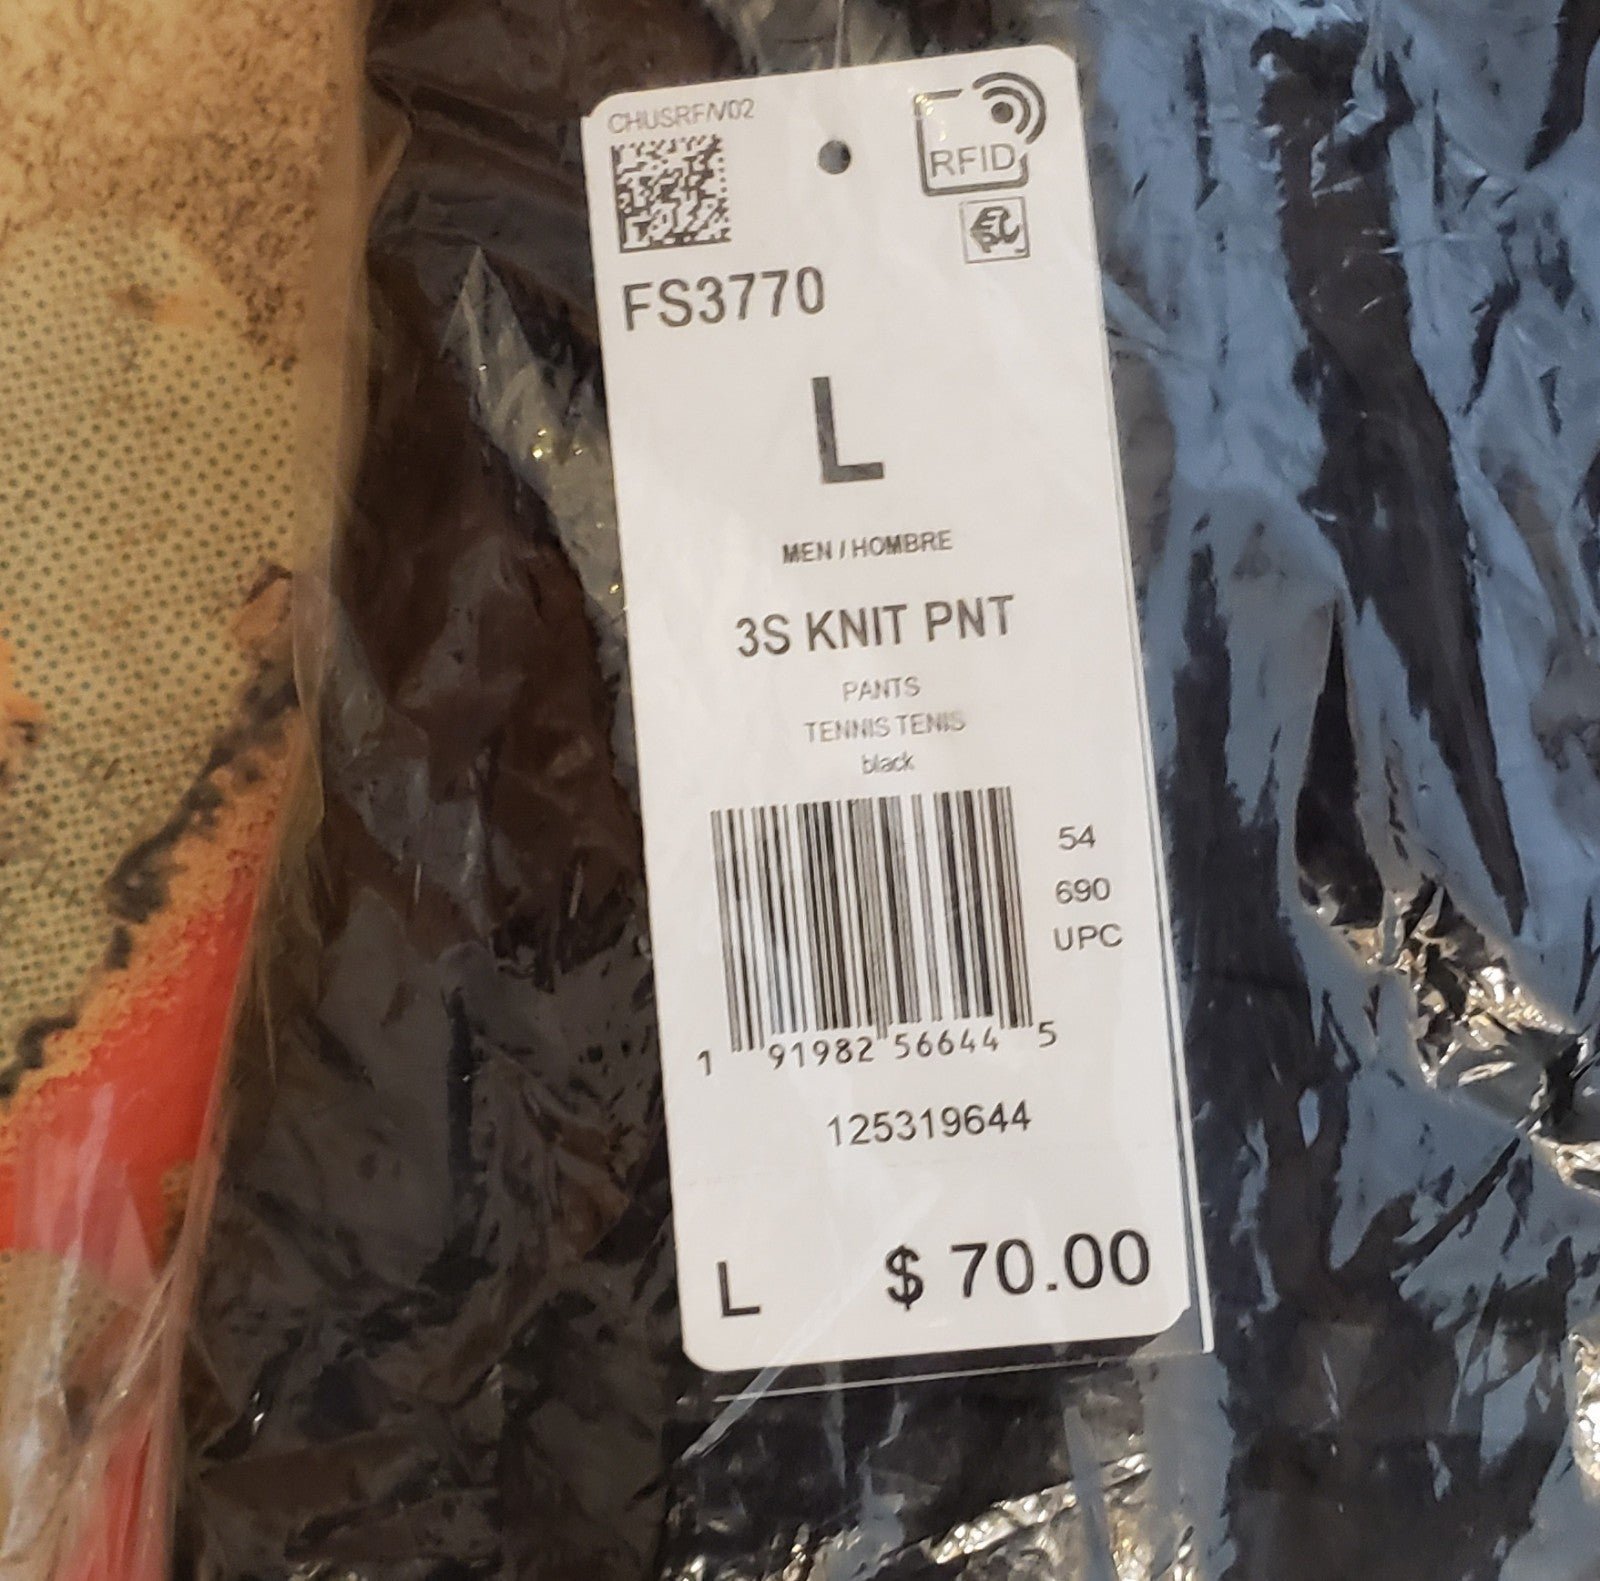 CHUSRF/V02
RFID
FS3770
L
MEN / HOMBRE
3S KNIT PNT
PANTS
TENNIS TENIS
black
54
690
UPC
1 91982 56644 5
125319644
L $ 70.00